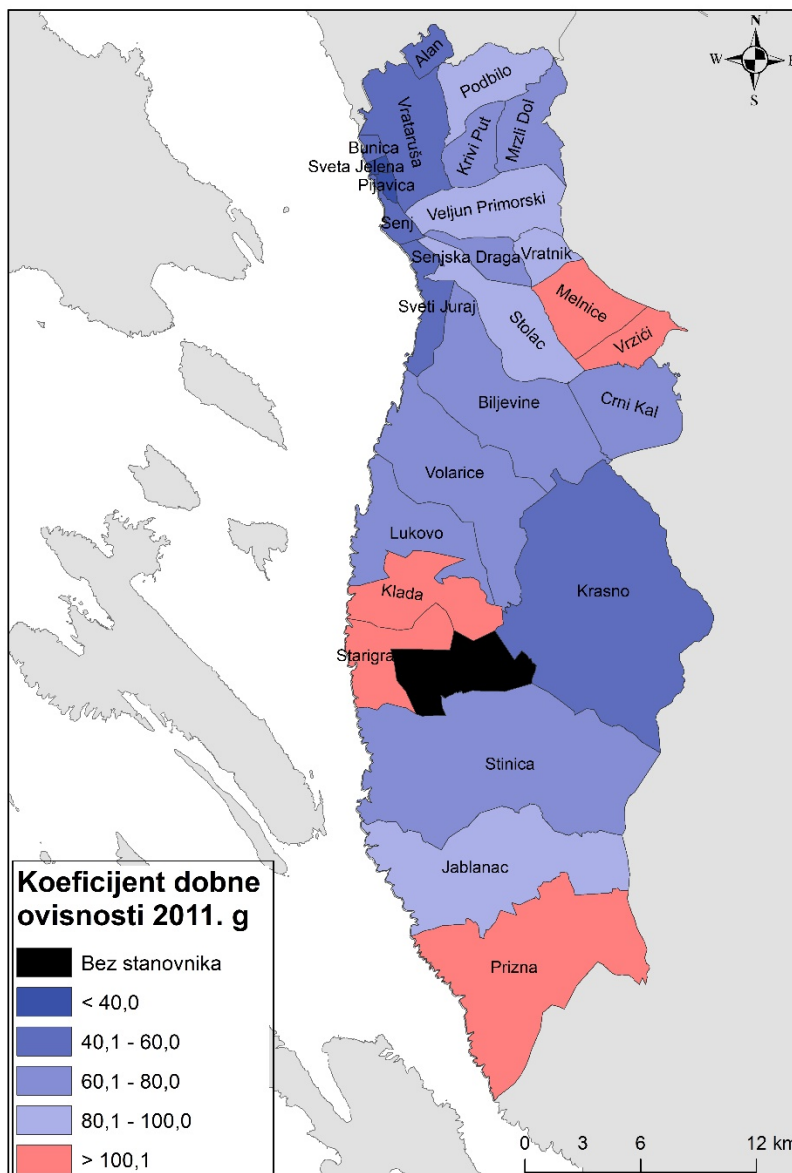 N
W
E
S
Alan
Podbilo
Vrataruša
Krivi Put
Mrzli Dol
Bunica
Sveta Jelena
Pijavica
Veljun Primorski
Senj
Senjska Draga
Vratnik
Melnice
Sveti Juraj
Stolac
Vrzići
Biljevine
Crni Kal
Volarice
Lukovo
Klada
Krasno
Starigra
Stinica
Jablanac
Prizna
Koeficijent dobne
ovisnosti 2011. g
Bez stanovnika
< 40,0
40,1 - 60,0
60,1 - 80,0
80,1 - 100,0
> 100,1
0 3 6 12 km